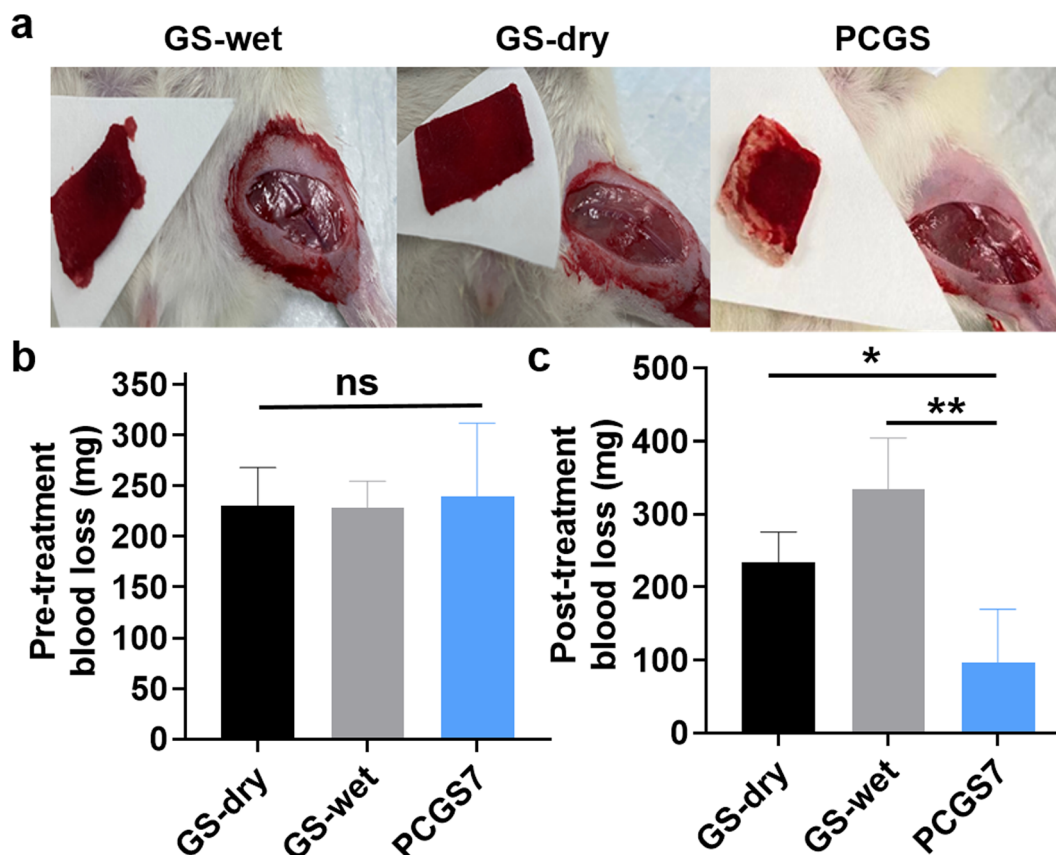 a
GS-wet GS-dry PCGS
b
Pre-treatment
blood loss (mg)
350
300
250
200
150
100
50
0
ns
GS-dry GS-wet PCGS7
c
Post-treatment
blood loss (mg)
500
400
300
200
100
0
*
**
GS-dry GS-wet PCGS7